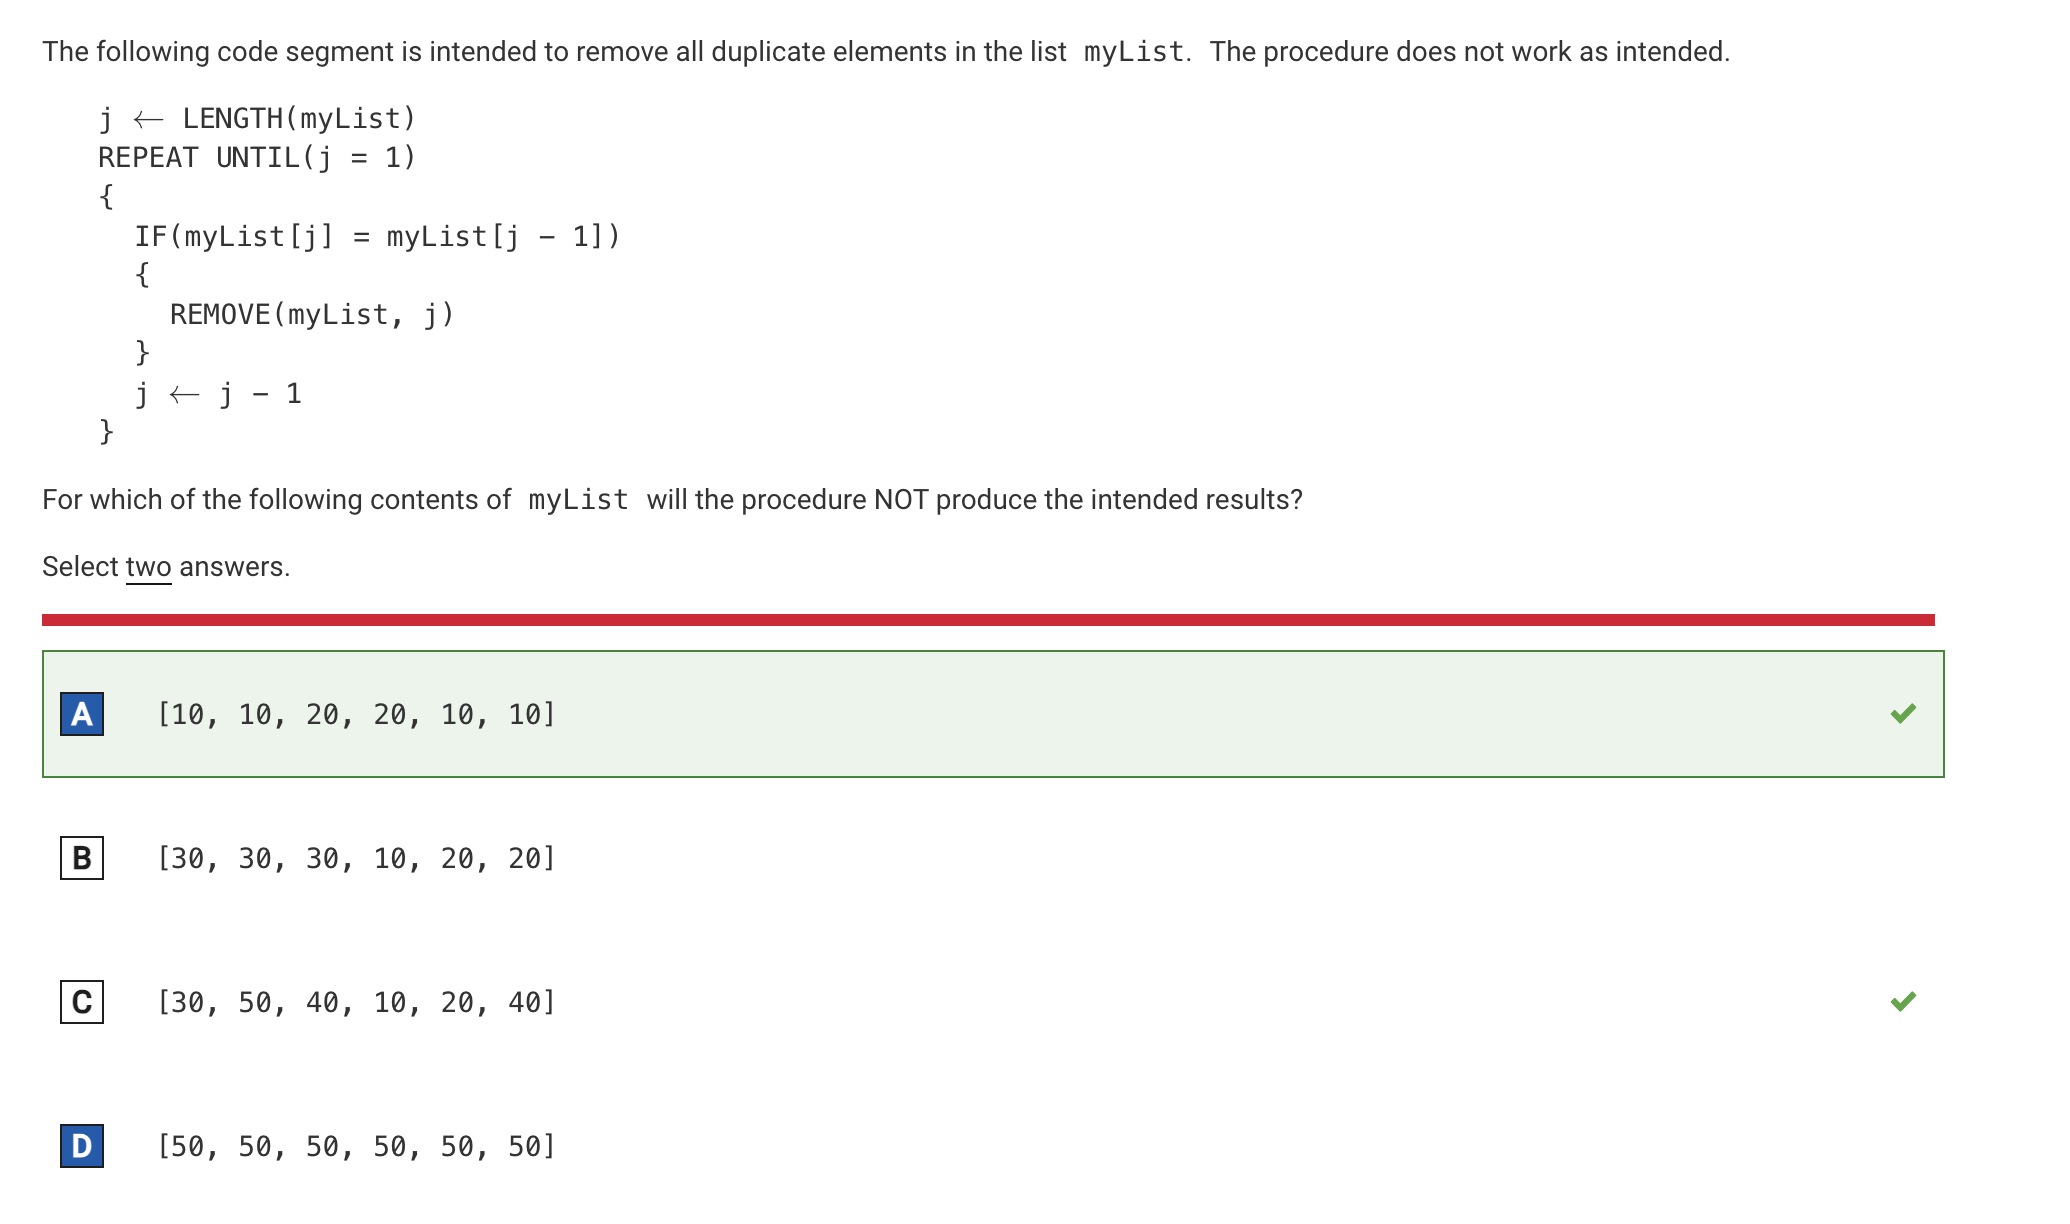 The following code segment is intended to remove all duplicate elements in the list myList. The procedure does not work as intended.
j ← LENGTH(myList)
REPEAT UNTIL(j = 1)
{
IF(myList[j] = myList[j - 1])
{
REMOVE(myList, j)
}
j ← j - 1
}
For which of the following contents of myList will the procedure NOT produce the intended results?
Select two answers.
A [10, 10, 20, 20, 10, 10]
B [30, 30, 30, 10, 20, 20]
C [30, 50, 40, 10, 20, 40]
D [50, 50, 50, 50, 50, 50]